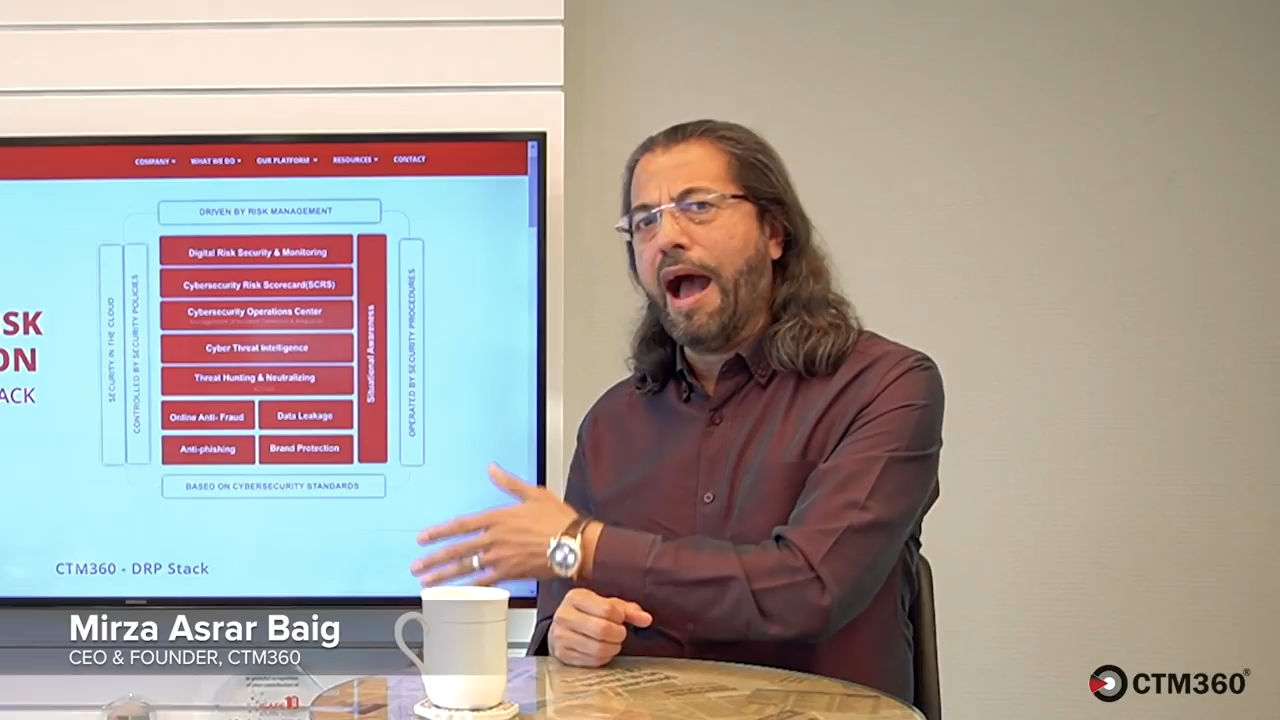 COMPANY
WHAT WE DO
OUR PLATFORM
RESOURCES
CONTACT
DRIVEN BY RISK MANAGEMENT
SECURITY IN THE CLOUD
CONTROLLED BY SECURITY POLICIES
Digital Risk Security & Monitoring
Cybersecurity Risk Scorecard(SCRS)
Cybersecurity Operations Center
Cyber Threat Intelligence
Threat Hunting & Neutralizing
Online Anti- Fraud
Data Leakage
Anti-phishing
Brand Protection
Situational Awareness
OPERATED BY SECURITY PROCEDURES
BASED ON CYBERSECURITY STANDARDS
SK
ON
ACK
CTM360 - DRP Stack
Mirza Asrar Baig
CEO & FOUNDER, CTM360
CTM360®